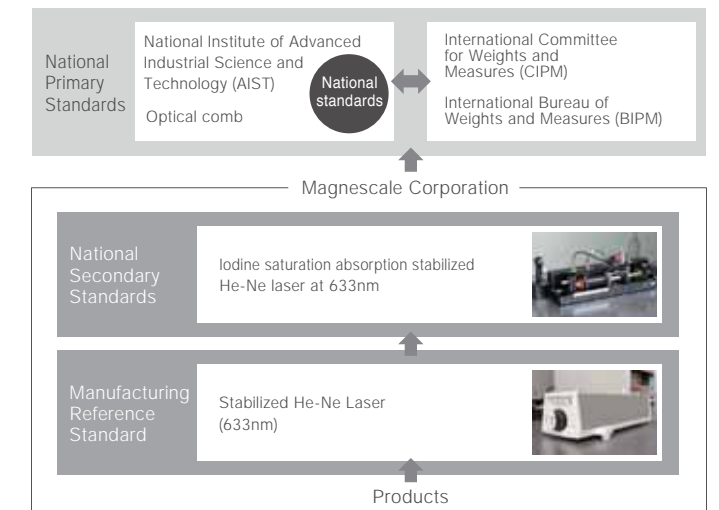 National
Primary
Standards
National Institute of Advanced
Industrial Science and
Technology (AIST)
Optical comb
National
standards
International Committee
for Weights and
Measures (CIPM)
International Bureau of
Weights and Measures (BIPM)
Magnescale Corporation
National
Secondary
Standards
Iodine saturation absorption stabilized
He-Ne laser at 633nm
Manufacturing
Reference
Standard
Stabilized He-Ne Laser
(633nm)
Products